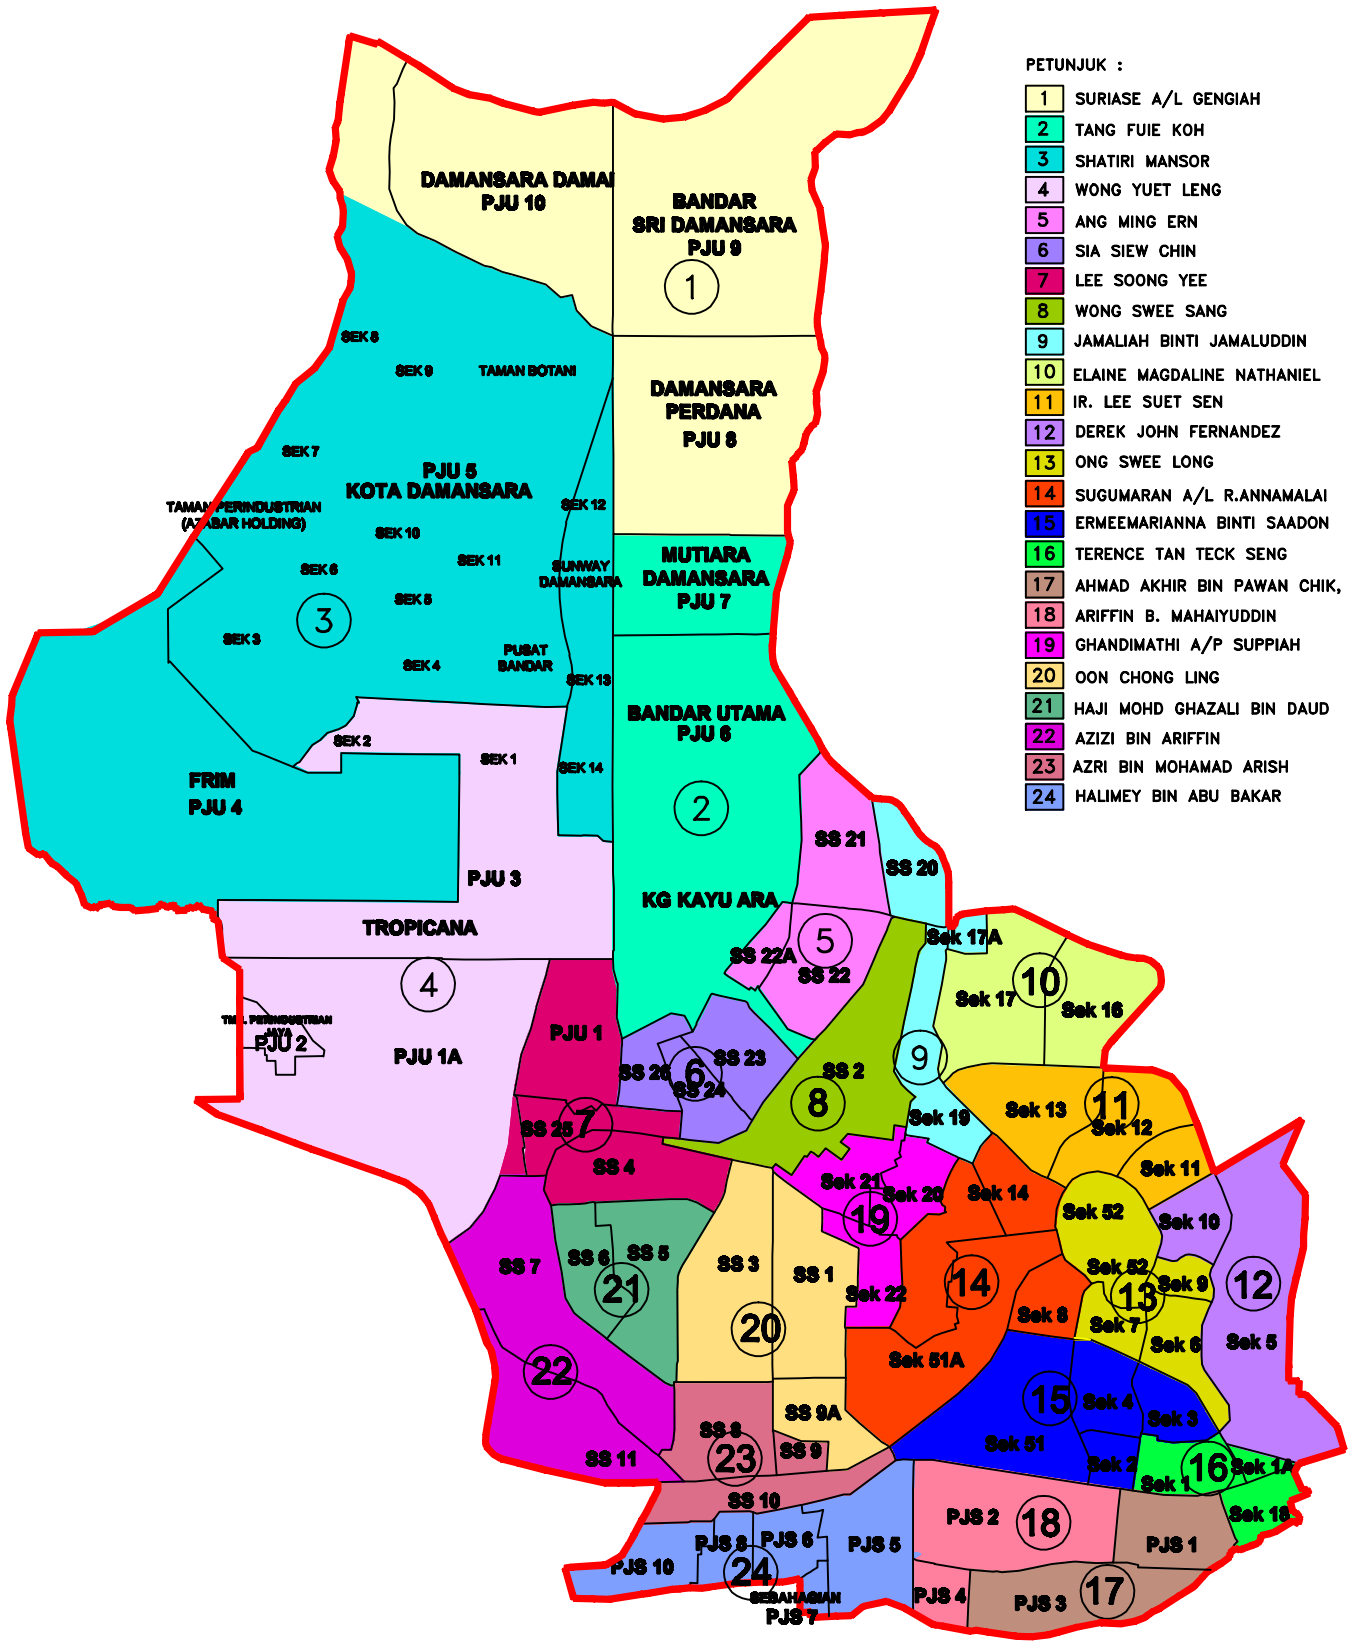 PETUNJUK :
1 SURIASE A/L GENGIAH
2 TANG FUIE KOH
3 SHATIRI MANSOR
4 WONG YUET LENG
5 ANG MING ERN
6 SIA SIEW CHIN
7 LEE SOONG YEE
8 WONG SWEE SANG
9 JAMALIAH BINTI JAMALUDDIN
10 ELAINE MAGDALINE NATHANIEL
11 IR. LEE SUET SEN
12 DEREK JOHN FERNANDEZ
13 ONG SWEE LONG
14 SUGUMARAN A/L R.ANNAMALAI
15 ERMEEMARIANNA BINTI SAADON
16 TERENCE TAN TECK SENG
17 AHMAD AKHIR BIN PAWAN CHIK,
18 ARIFFIN B. MAHAIYUDDIN
19 GHANDIMATHI A/P SUPPIAH
20 OON CHONG LING
21 HAJI MOHD GHAZALI BIN DAUD
22 AZIZI BIN ARIFFIN
23 AZRI BIN MOHAMAD ARISH
24 HALIMEY BIN ABU BAKAR
DAMANSARA DAMAI
PJU 10
BANDAR
SRI DAMANSARA
PJU 9
1
SEK 8
SEK 9
TAMAN BOTANI
DAMANSARA
PERDANA
PJU 8
SEK 7
PJU 5
KOTA DAMANSARA
TAMAN PERINDUSTRIAN
(AZABAR HOLDING)
SEK 12
SEK 10
SEK 11
SEK 6
SUNWAY
DAMANSARA
MUTIARA
DAMANSARA
PJU 7
SEK 5
3
SEK 3
SEK 4
PUSAT
BANDAR
SEK 13
BANDAR UTAMA
PJU 6
SEK 2
SEK 1
SEK 14
FRIM
PJU 4
2
SS 21
SS 20
PJU 3
KG KAYU ARA
TROPICANA
5
SS 22A
SS 22
Sek 17A
4
Sek 17
10
Sek 16
TMN. PERINDUSTRIAN
JAYA
PJU 2
PJU 1A
PJU 1
SS 26
6
SS 23
SS 24
SS 2
8
9
Sek 19
Sek 13
11
Sek 12
Sek 11
SS 25
7
SS 4
Sek 21
Sek 20
19
Sek 14
Sek 52
Sek 10
SS 7
SS 6
SS 5
21
SS 3
SS 1
Sek 22
14
Sek 52
13
Sek 9
12
Sek 8
Sek 7
Sek 6
Sek 5
20
22
Sek 51A
15
Sek 4
Sek 3
SS 9A
SS 8
SS 9
23
SS 11
Sek 51
Sek 2
Sek 1
16
Sek 1A
SS 10
Sek 18
PJS 2
18
PJS 1
PJS 10
PJS 8
PJS 6
PJS 5
24
SEBAHAGIAN
PJS 7
PJS 4
PJS 3
17